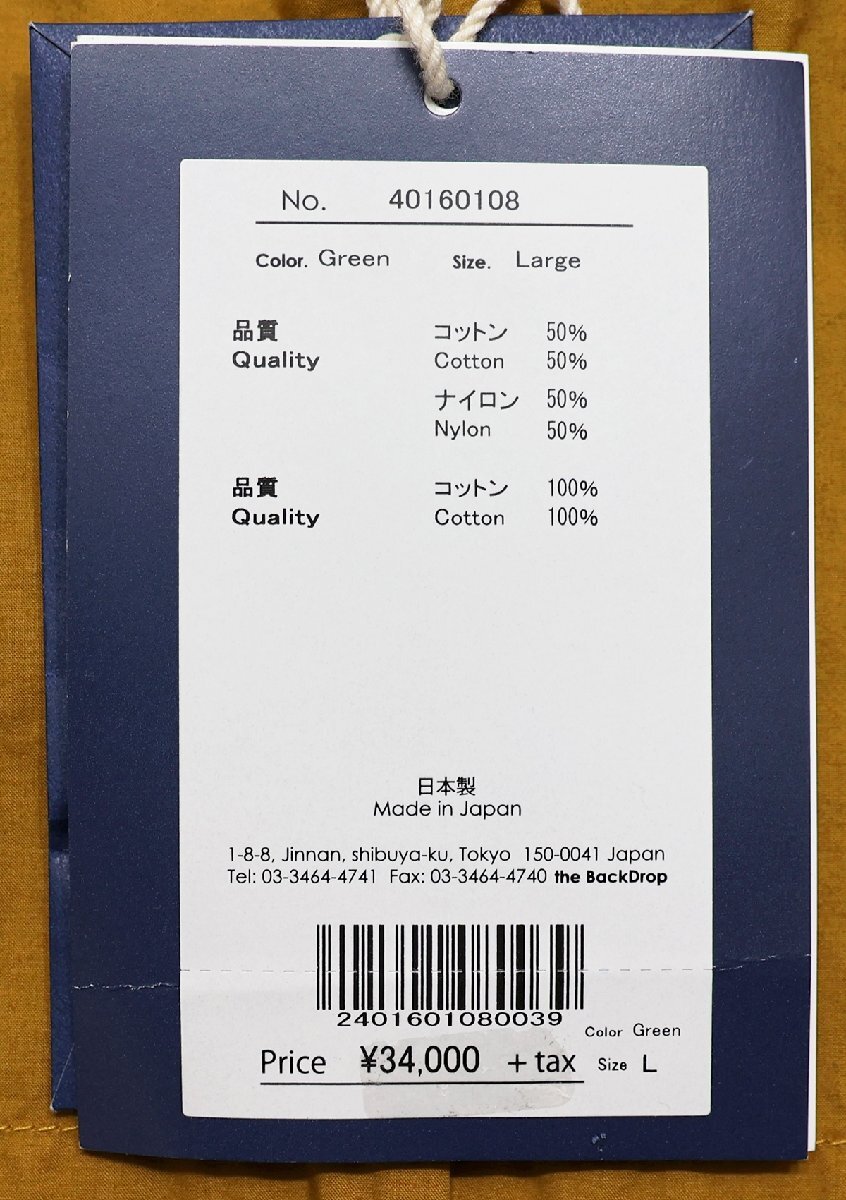 No. 40160108
Color. Green Size. Large
品質 コットン 50%
Quality Cotton 50%
ナイロン 50%
Nylon 50%
品質 コットン 100%
Quality Cotton 100%
日本製
Made in Japan
1-8-8, Jinnan, shibuya-ku, Tokyo 150-0041 Japan
Tel: 03-3464-4741 Fax: 03-3464-4740 the BackDrop
2401601080039
Color Green
Price ¥34,000 + tax Size L